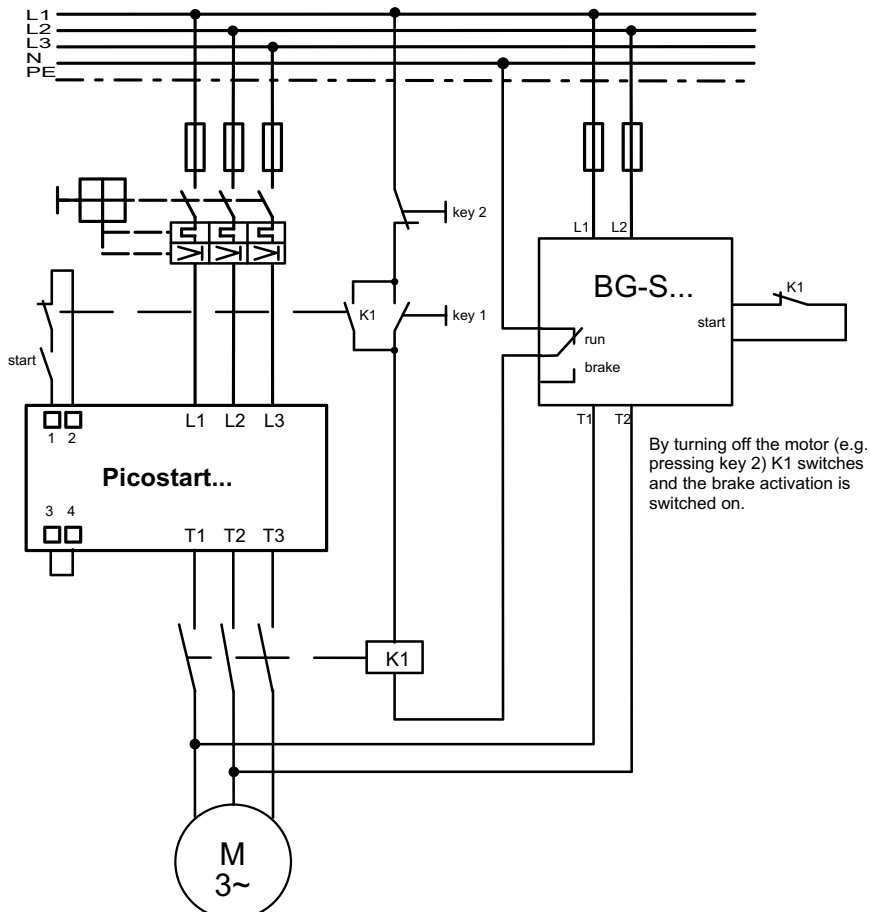 L1
L2
L3
N
PE
key 2
L1 L2
BG-S...
K1
start
K1
key 1
run
brake
start
L1 L2 L3
1 2
T1 T2
Picostart...
By turning off the motor (e.g.
pressing key 2) K1 switches
and the brake activation is
switched on.
3 4
T1 T2 T3
K1
M
3~